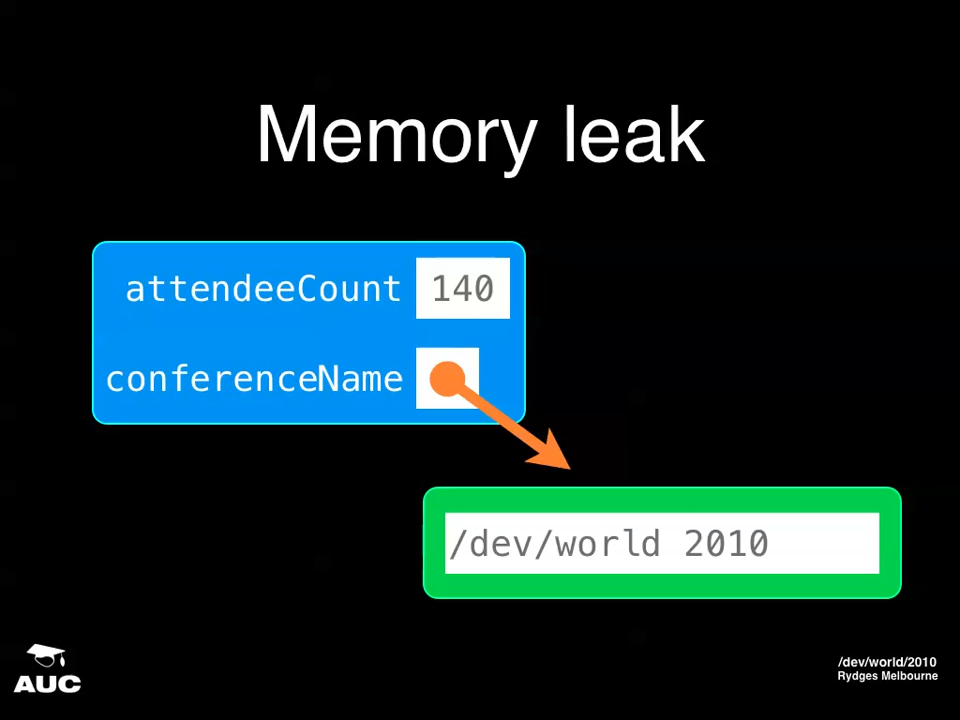 Memory leak
attendeeCount 140
conferenceName
/dev/world 2010
AUC
/dev/world/2010
Rydges Melbourne